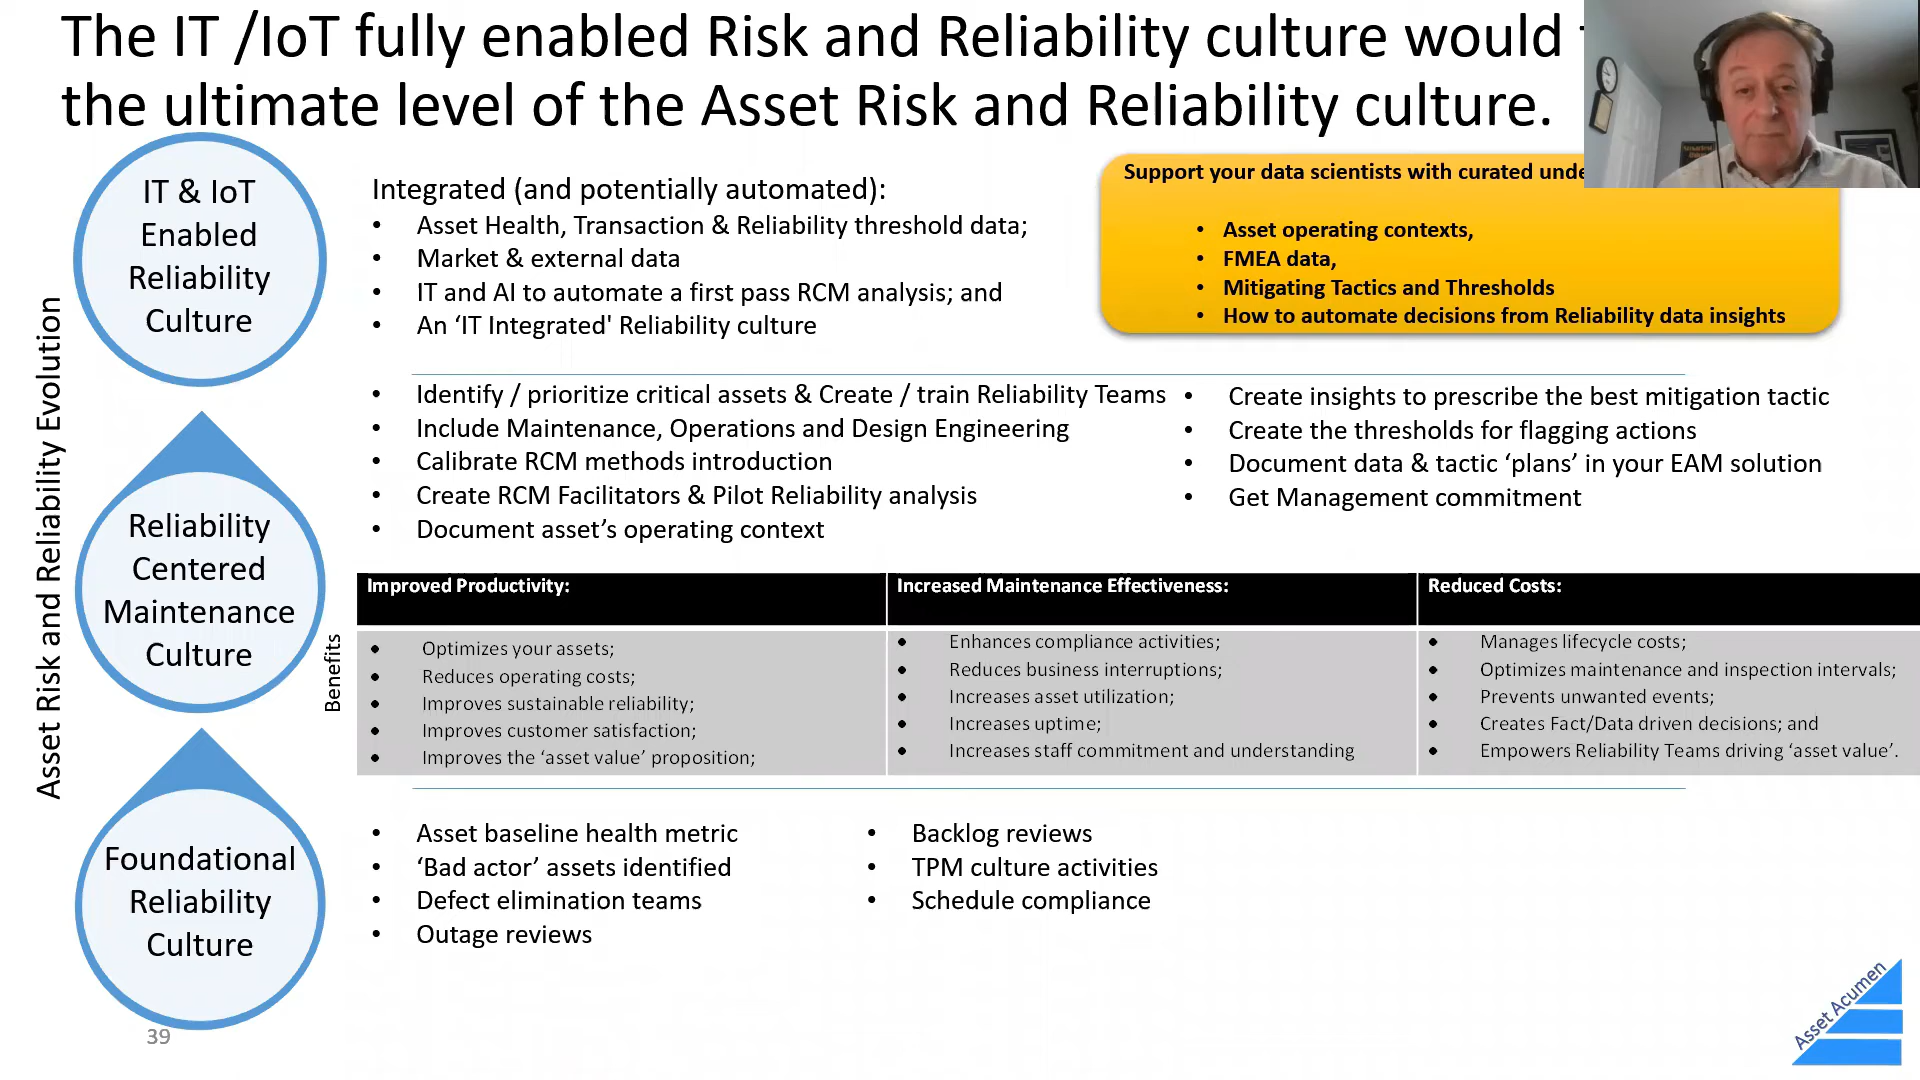 The IT /IoT fully enabled Risk and Reliability culture would
the ultimate level of the Asset Risk and Reliability culture.
Asset Risk and Reliability Evolution
IT & IoT
Enabled
Reliability
Culture
Integrated (and potentially automated):
• Asset Health, Transaction & Reliability threshold data;
• Market & external data
• IT and AI to automate a first pass RCM analysis; and
• An ‘IT Integrated' Reliability culture
Support your data scientists with curated
• Asset operating contexts,
• FMEA data,
• Mitigating Tactics and Thresholds
• How to automate decisions from Reliability data insights
Reliability
Centered
Maintenance
Culture
• Identify / prioritize critical assets & Create / train Reliability Teams
• Include Maintenance, Operations and Design Engineering
• Calibrate RCM methods introduction
• Create RCM Facilitators & Pilot Reliability analysis
• Document asset’s operating context
• Create insights to prescribe the best mitigation tactic
• Create the thresholds for flagging actions
• Document data & tactic ‘plans’ in your EAM solution
• Get Management commitment
Benefits
Improved Productivity:
• Optimizes your assets;
• Reduces operating costs;
• Improves sustainable reliability;
• Improves customer satisfaction;
• Improves the ‘asset value’ proposition;
Increased Maintenance Effectiveness:
• Enhances compliance activities;
• Reduces business interruptions;
• Increases asset utilization;
• Increases uptime;
• Increases staff commitment and understanding
Reduced Costs:
• Manages lifecycle costs;
• Optimizes maintenance and inspection intervals;
• Prevents unwanted events;
• Creates Fact/Data driven decisions; and
• Empowers Reliability Teams driving ‘asset value’.
Foundational
Reliability
Culture
• Asset baseline health metric
• ‘Bad actor’ assets identified
• Defect elimination teams
• Outage reviews
• Backlog reviews
• TPM culture activities
• Schedule compliance
39
Asset Acumen